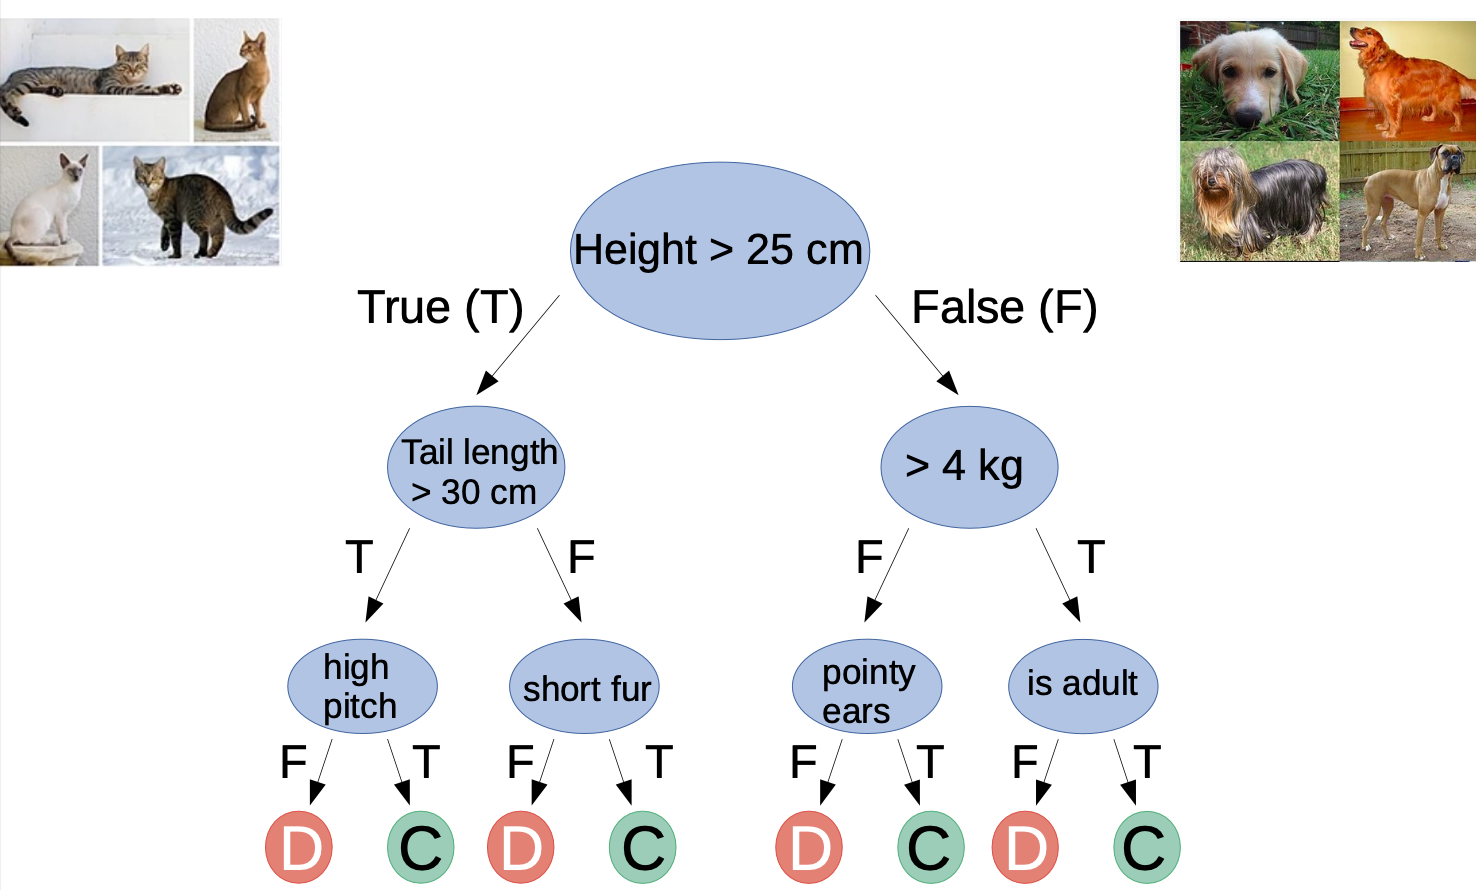 Height > 25 cm
True (T)
False (F)
Tail length
> 30 cm
> 4 kg
T
F
F
T
high
pitch
short fur
pointy
ears
is adult
F
T
F
T
F
T
F
T
D
C
D
C
D
C
D
C